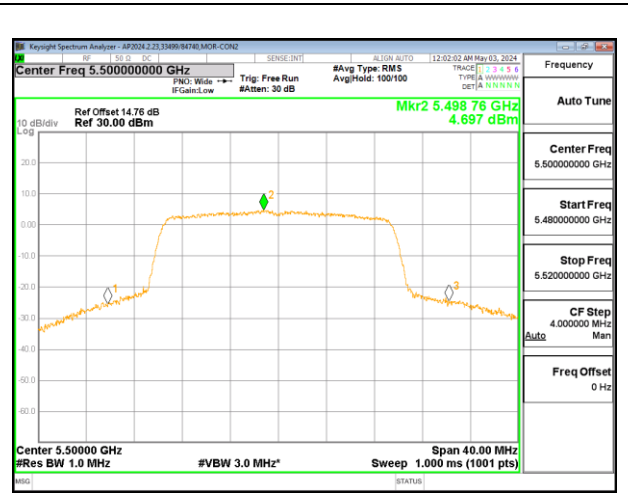 Keysight Spectrum Analyzer - AP2024.2.23,33499/84740,MOR-CON2
RF 50 Ω DC SENSE:INT ALIGN AUTO 12:02:02 AM May 03, 2024
Center Freq 5.500000000 GHz
PNO: Wide
IFGain:Low
Trig: Free Run
#Atten: 30 dB
#Avg Type: RMS
Avg|Hold: 100/100
TRACE 1 2 3 4 5 6
TYPE A WWWWW
DET A N N N N N
Frequency
Auto Tune
Center Freq
5.500000000 GHz
Start Freq
5.480000000 GHz
Stop Freq
5.520000000 GHz
CF Step
4.000000 MHz
Auto Man
Freq Offset
0 Hz
Mkr2 5.498 76 GHz
4.697 dBm
Ref Offset 14.76 dB
10 dB/div Ref 30.00 dBm
Log
20.0
10.0
0.00
-10.0
-20.0
-30.0
-40.0
-50.0
-60.0
1
2
3
Center 5.50000 GHz Span 40.00 MHz
#Res BW 1.0 MHz #VBW 3.0 MHz* Sweep 1.000 ms (1001 pts)
MSG STATUS